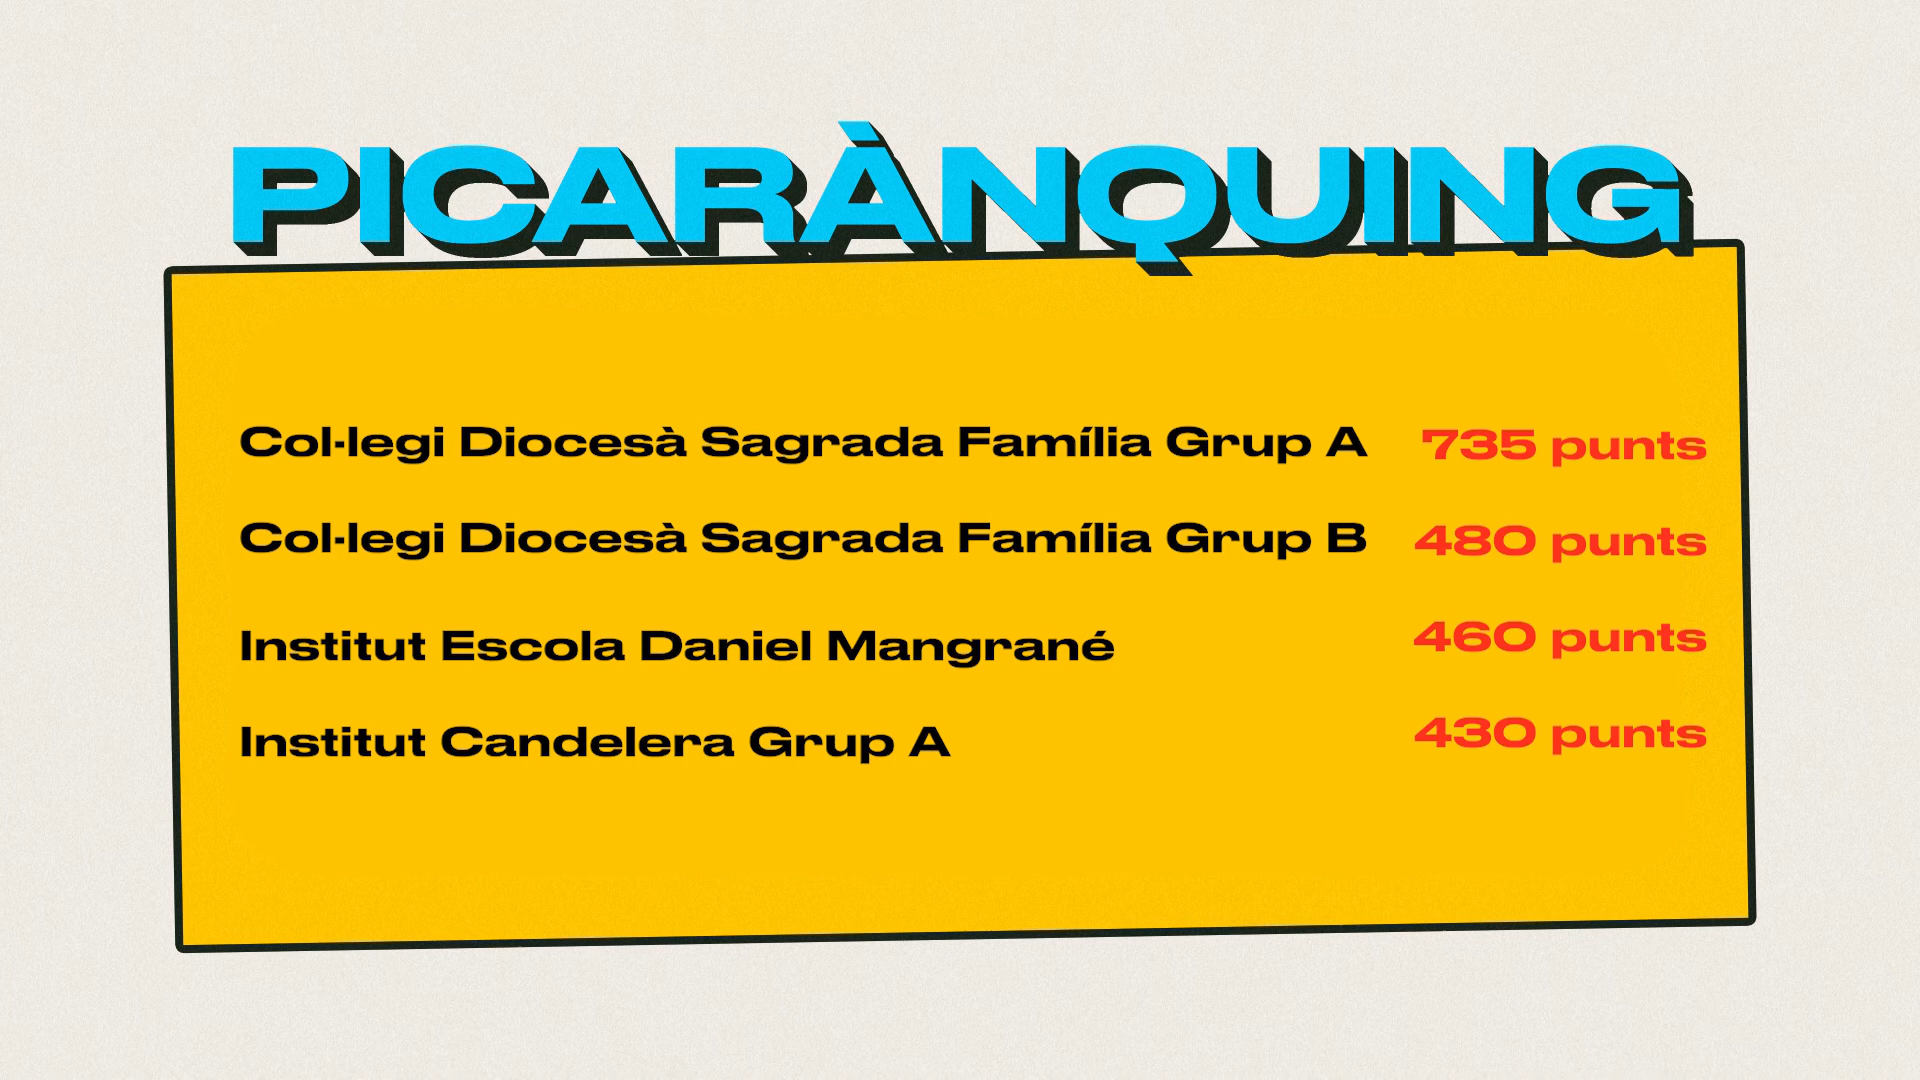 PICARÀNQUING
Col·legi Diocesà Sagrada Família Grup A 735 punts
Col·legi Diocesà Sagrada Família Grup B 480 punts
Institut Escola Daniel Mangrané 460 punts
Institut Candelera Grup A 430 punts